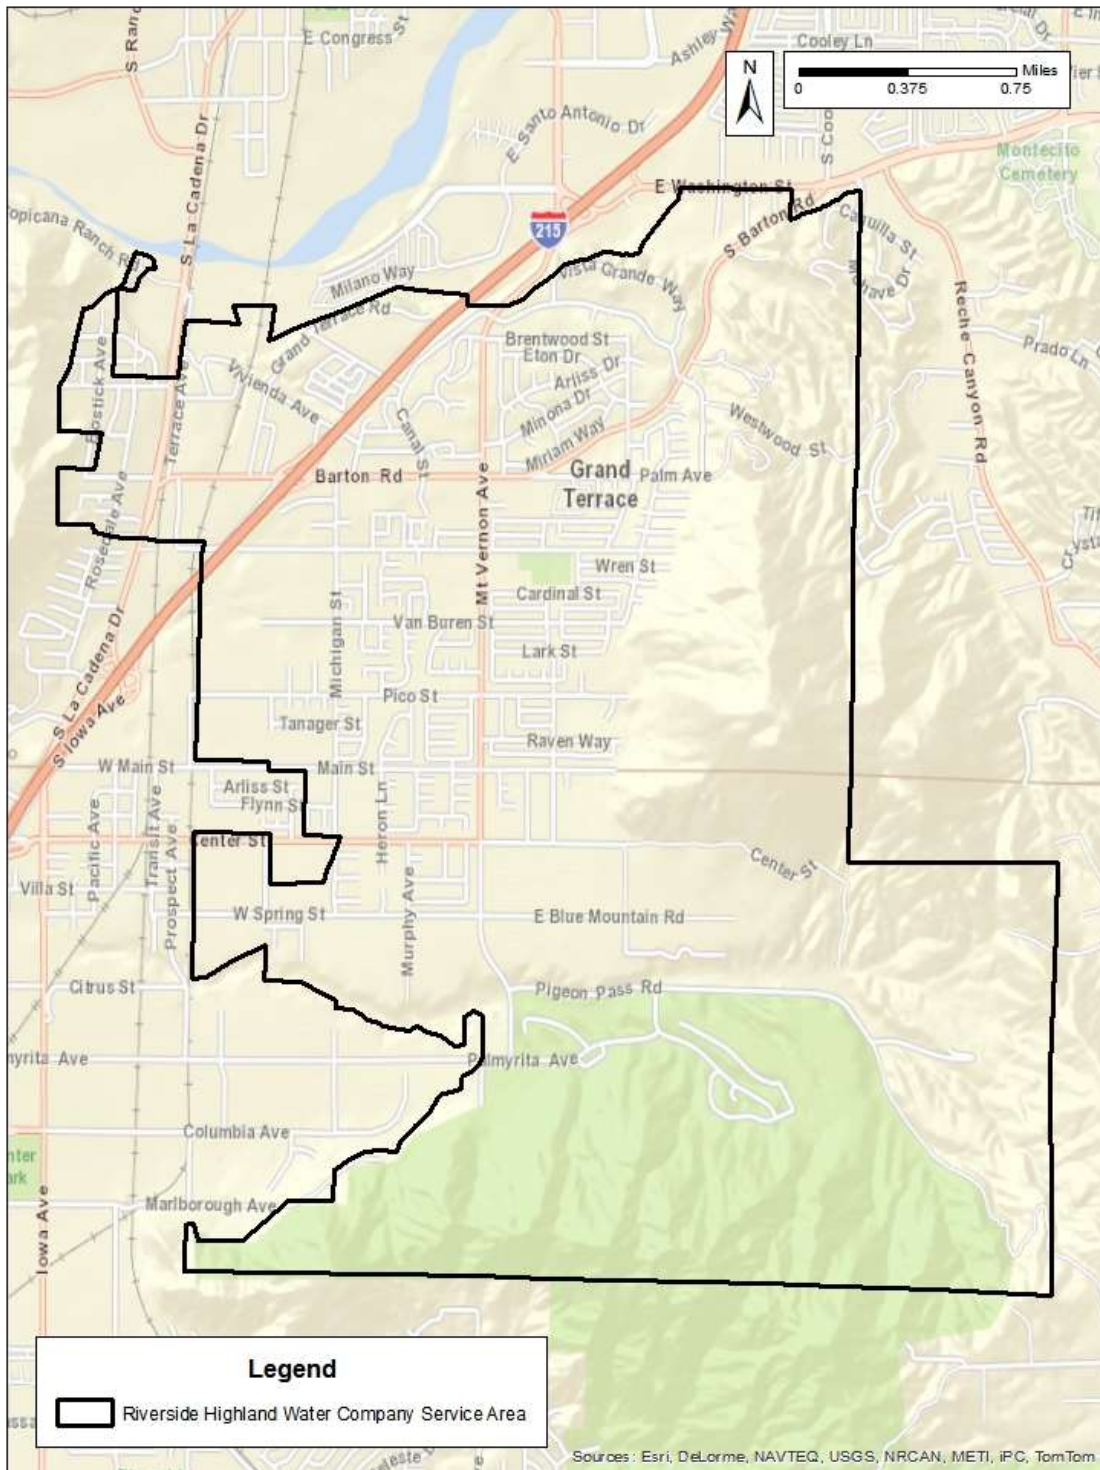 E Congress St
S La Cadena Dr
Ashley Wa
Cooley Ln
N
Miles
0 0.375 0.75
E Santo Antonio Dr
Montecito
Cemetery
E Washington St
S Barton Rd
Caquilla St
215
opicana Ranch Rd
Milano Way
Vista Grande Way
Mohave Dr
Reche Canyon Rd
Grand Terrace Rd
Brentwood St
Eton Dr
Arliss Dr
Prado Ln
Vivienda Ave
Minona Dr
Miriam Way
Canal St
Westwood St
Terrace Ave
Barton Rd
Grand
Terrace
Palm Ave
Mt Vernon Ave
Rosedale Ave
Wren St
Cardinal St
Van Buren St
Lark St
Michigan St
S La Cadena Dr
S Iowa Ave
Pico St
Tanager St
Raven Way
W Main St
Main St
Arliss St
Flynn St
Heron Ln
Pacific Ave
Transit Ave
Prospect Ave
Center St
Center St
Villa St
W Spring St
E Blue Mountain Rd
Murphy Ave
Citrus St
Pigeon Pass Rd
myrita Ave
Palmyrita Ave
Columbia Ave
nter
ark
Marlborough Ave
Iowa Ave
Legend
Riverside Highland Water Company Service Area
Sources: Esri, DeLorme, NAVTEQ, USGS, NRCAN, METI, iPC, TomTom